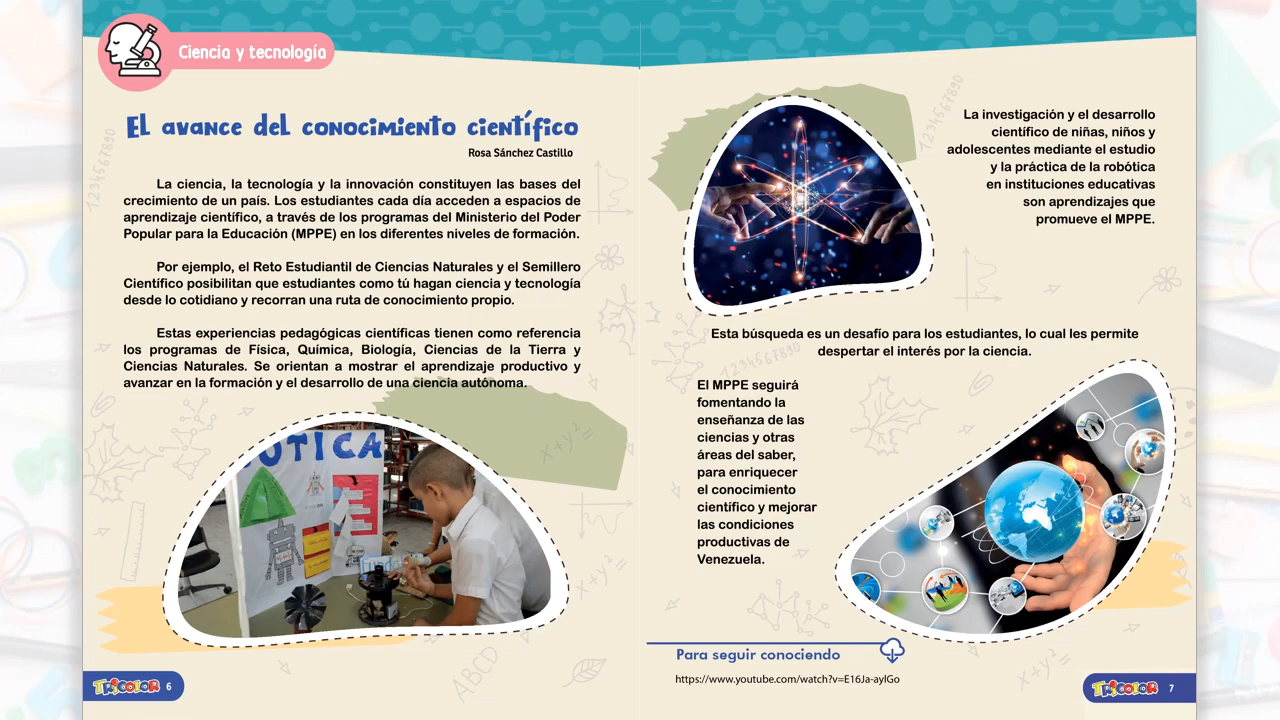 Ciencia y tecnología
El avance del conocimiento científico
Rosa Sánchez Castillo
La ciencia, la tecnología y la innovación constituyen las bases del
crecimiento de un país. Los estudiantes cada día acceden a espacios de
aprendizaje científico, a través de los programas del Ministerio del Poder
Popular para la Educación (MPPE) en los diferentes niveles de formación.
Por ejemplo, el Reto Estudiantil de Ciencias Naturales y el Semillero
Científico posibilitan que estudiantes como tú hagan ciencia y tecnología
desde lo cotidiano y recorran una ruta de conocimiento propio.
Estas experiencias pedagógicas científicas tienen como referencia
los programas de Física, Química, Biología, Ciencias de la Tierra y
Ciencias Naturales. Se orientan a mostrar el aprendizaje productivo y
avanzar en la formación y el desarrollo de una ciencia autónoma.
ÓTICA
1234567890
x+y²=
x+y²=
ABCD
TRICOLOR 6
La investigación y el desarrollo
científico de niñas, niños y
adolescentes mediante el estudio
y la práctica de la robótica
en instituciones educativas
son aprendizajes que
promueve el MPPE.
1234567890
Esta búsqueda es un desafío para los estudiantes, lo cual les permite
despertar el interés por la ciencia.
1234567890
El MPPE seguirá
fomentando la
enseñanza de las
ciencias y otras
áreas del saber,
para enriquecer
el conocimiento
científico y mejorar
las condiciones
productivas de
Venezuela.
Para seguir conociendo
https://www.youtube.com/watch?v=E16Ja-aylGo
x+y²=
TRICOLOR 7